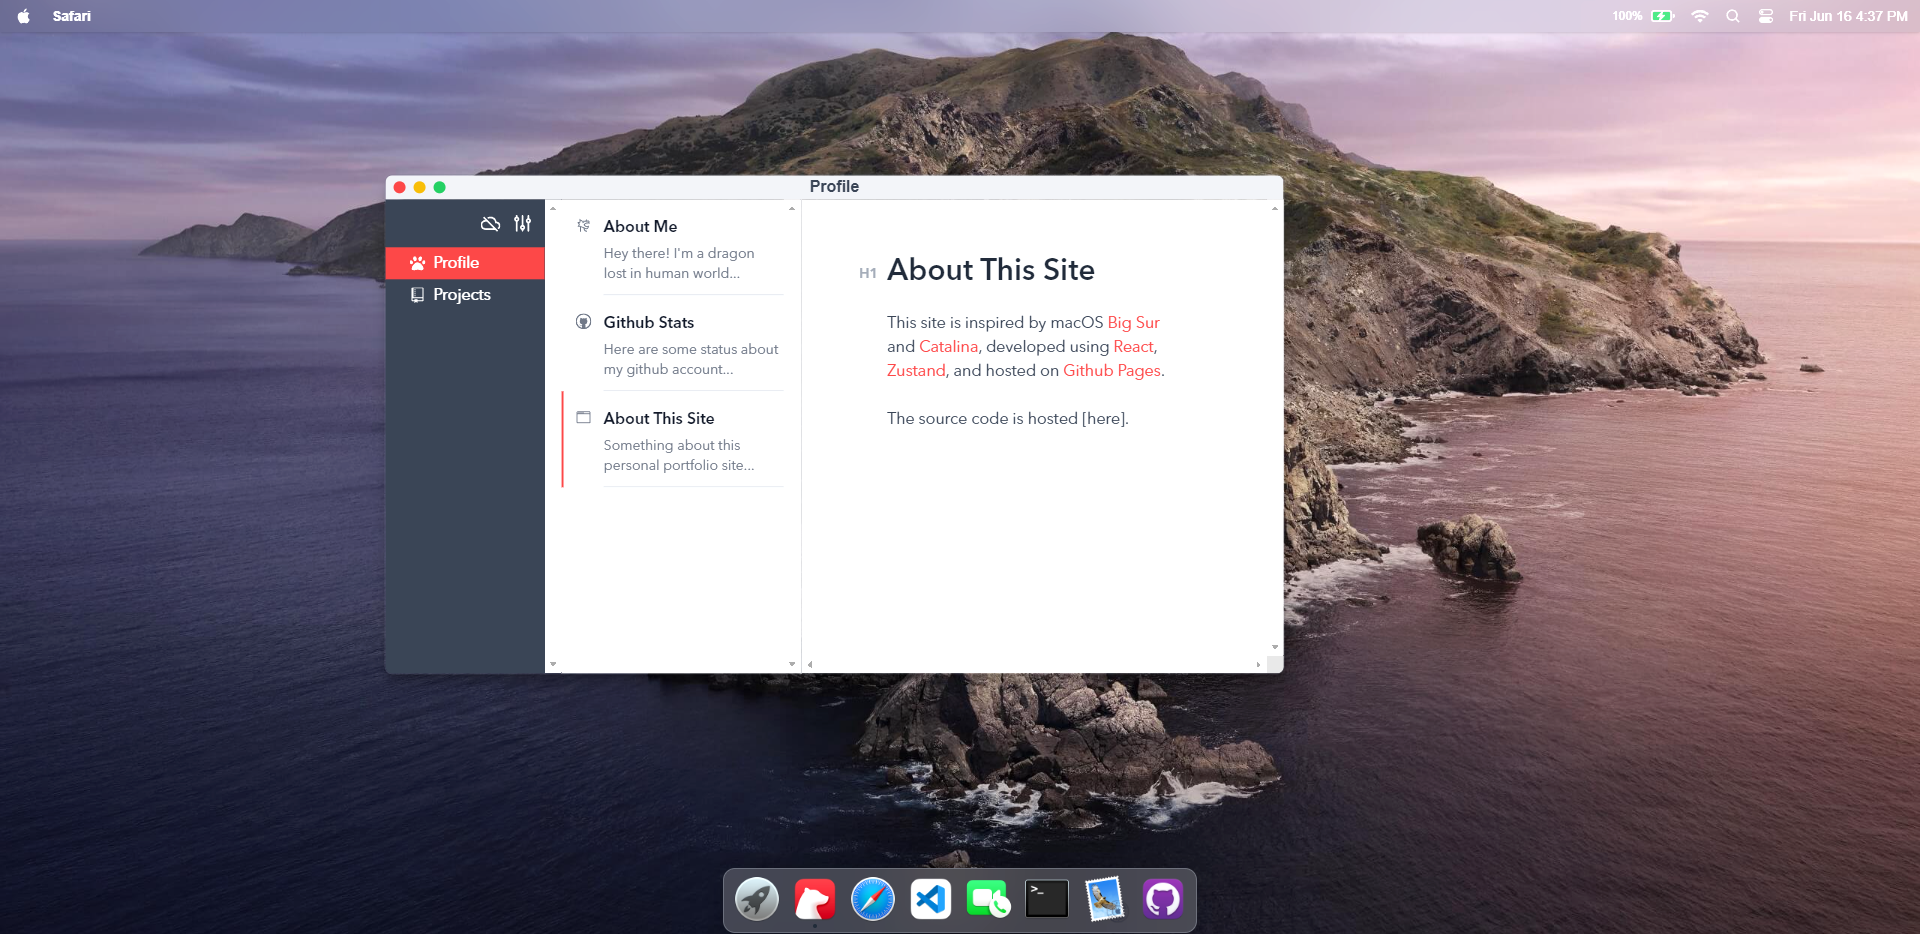 Safari
100%
Fri Jun 16 4:37 PM
Profile
Profile
Projects
About Me
Hey there! I'm a dragon
lost in human world...
Github Stats
Here are some status about
my github account...
About This Site
Something about this
personal portfolio site...
H1 About This Site
This site is inspired by macOS Big Sur
and Catalina, developed using React,
Zustand, and hosted on Github Pages.
The source code is hosted [here].
>_